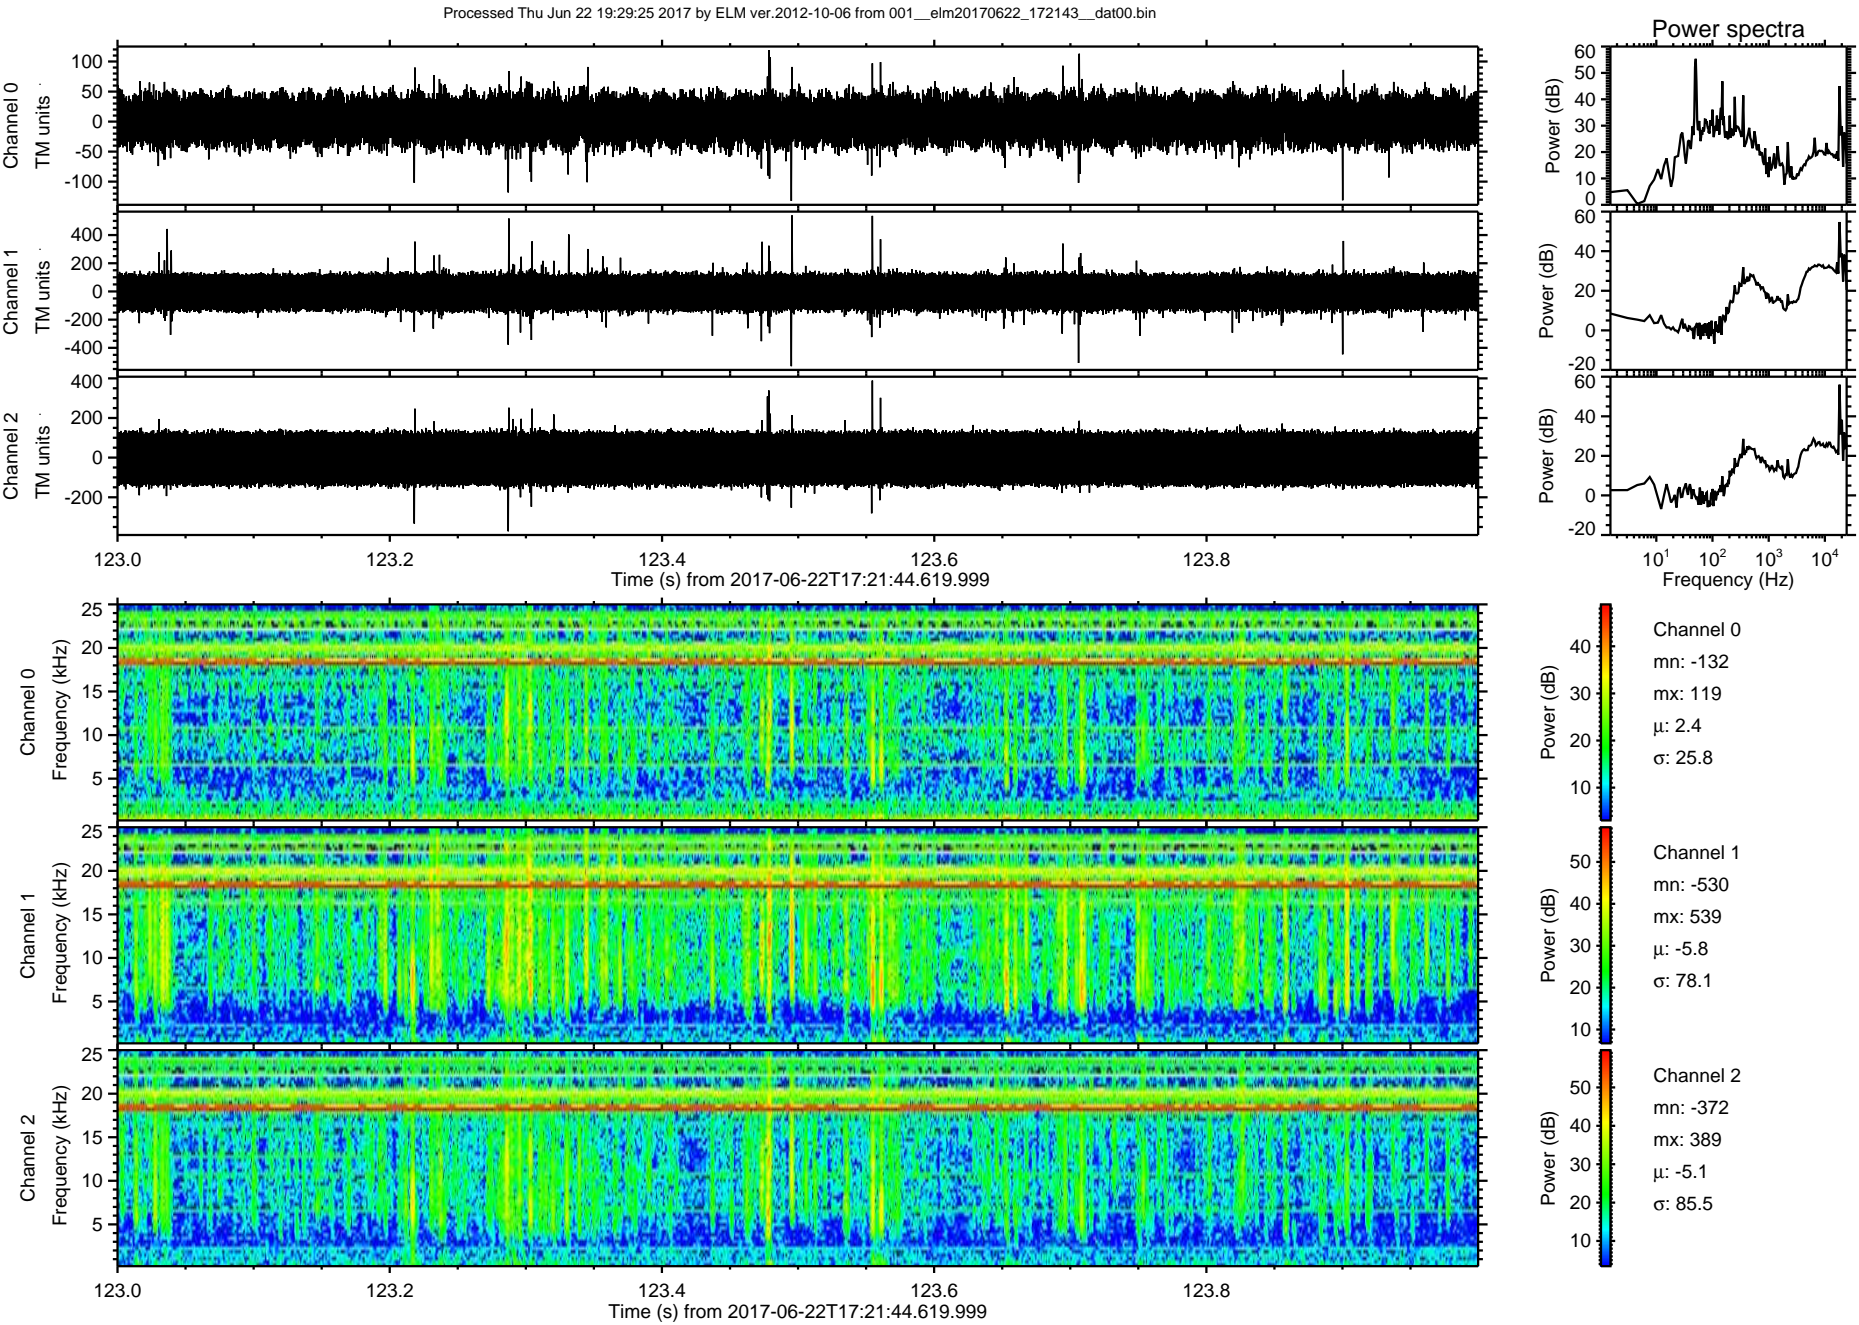 Processed Thu Jun 22 19:29:25 2017 by ELM ver.2012-10-06 from 001__elm20170622_172143__dat00.bin
Power spectra
Channel 0
TM units
100
50
0
-50
-100
Power (dB)
60
50
40
30
20
10
0
Channel 1
TM units
400
200
0
-200
-400
Power (dB)
60
40
20
0
-20
Channel 2
TM units
400
200
0
-200
Power (dB)
60
40
20
0
-20
123.0 123.2 123.4 123.6 123.8
Time (s) from 2017-06-22T17:21:44.619.999
10¹ 10² 10³ 10⁴
Frequency (Hz)
Channel 0
Frequency (kHz)
25
20
15
10
5
Power (dB)
40
30
20
10
Channel 0
mn: -132
mx: 119
μ: 2.4
σ: 25.8
Channel 1
Frequency (kHz)
25
20
15
10
5
Power (dB)
50
40
30
20
10
Channel 1
mn: -530
mx: 539
μ: -5.8
σ: 78.1
Channel 2
Frequency (kHz)
25
20
15
10
5
Power (dB)
50
40
30
20
10
Channel 2
mn: -372
mx: 389
μ: -5.1
σ: 85.5
123.0 123.2 123.4 123.6 123.8
Time (s) from 2017-06-22T17:21:44.619.999